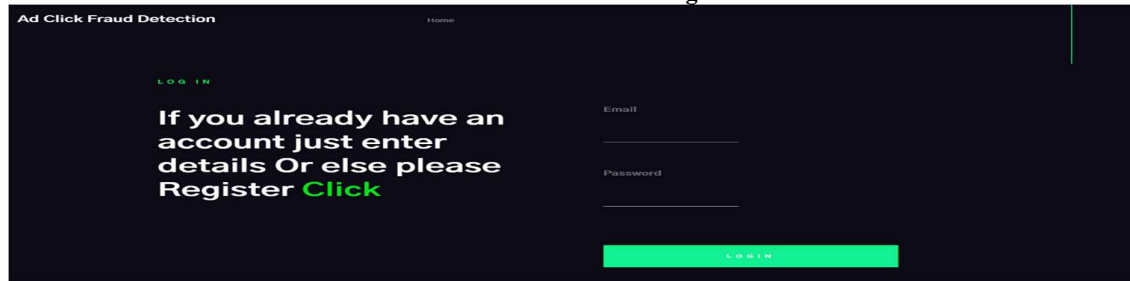 Ad Click Fraud Detection
Home
LOG IN
If you already have an
account just enter
details Or else please
Register Click
Email
Password
LOGIN